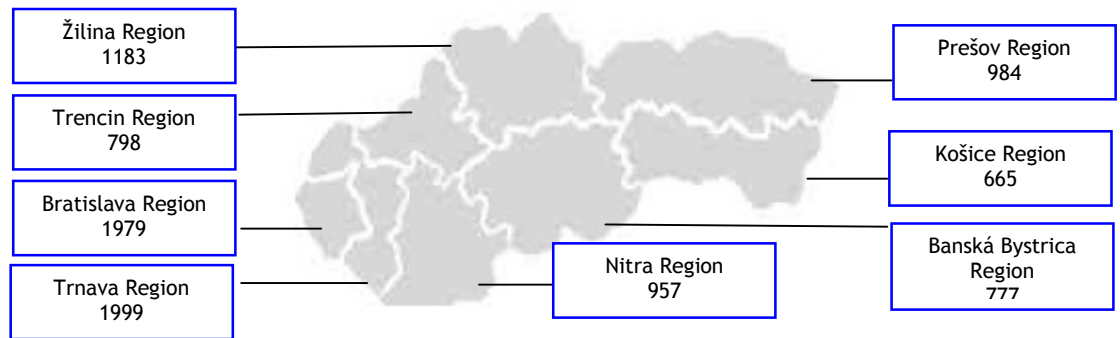 Žilina Region
1183
Trencin Region
798
Bratislava Region
1979
Trnava Region
1999
Nitra Region
957
Prešov Region
984
Košice Region
665
Banská Bystrica
Region
777